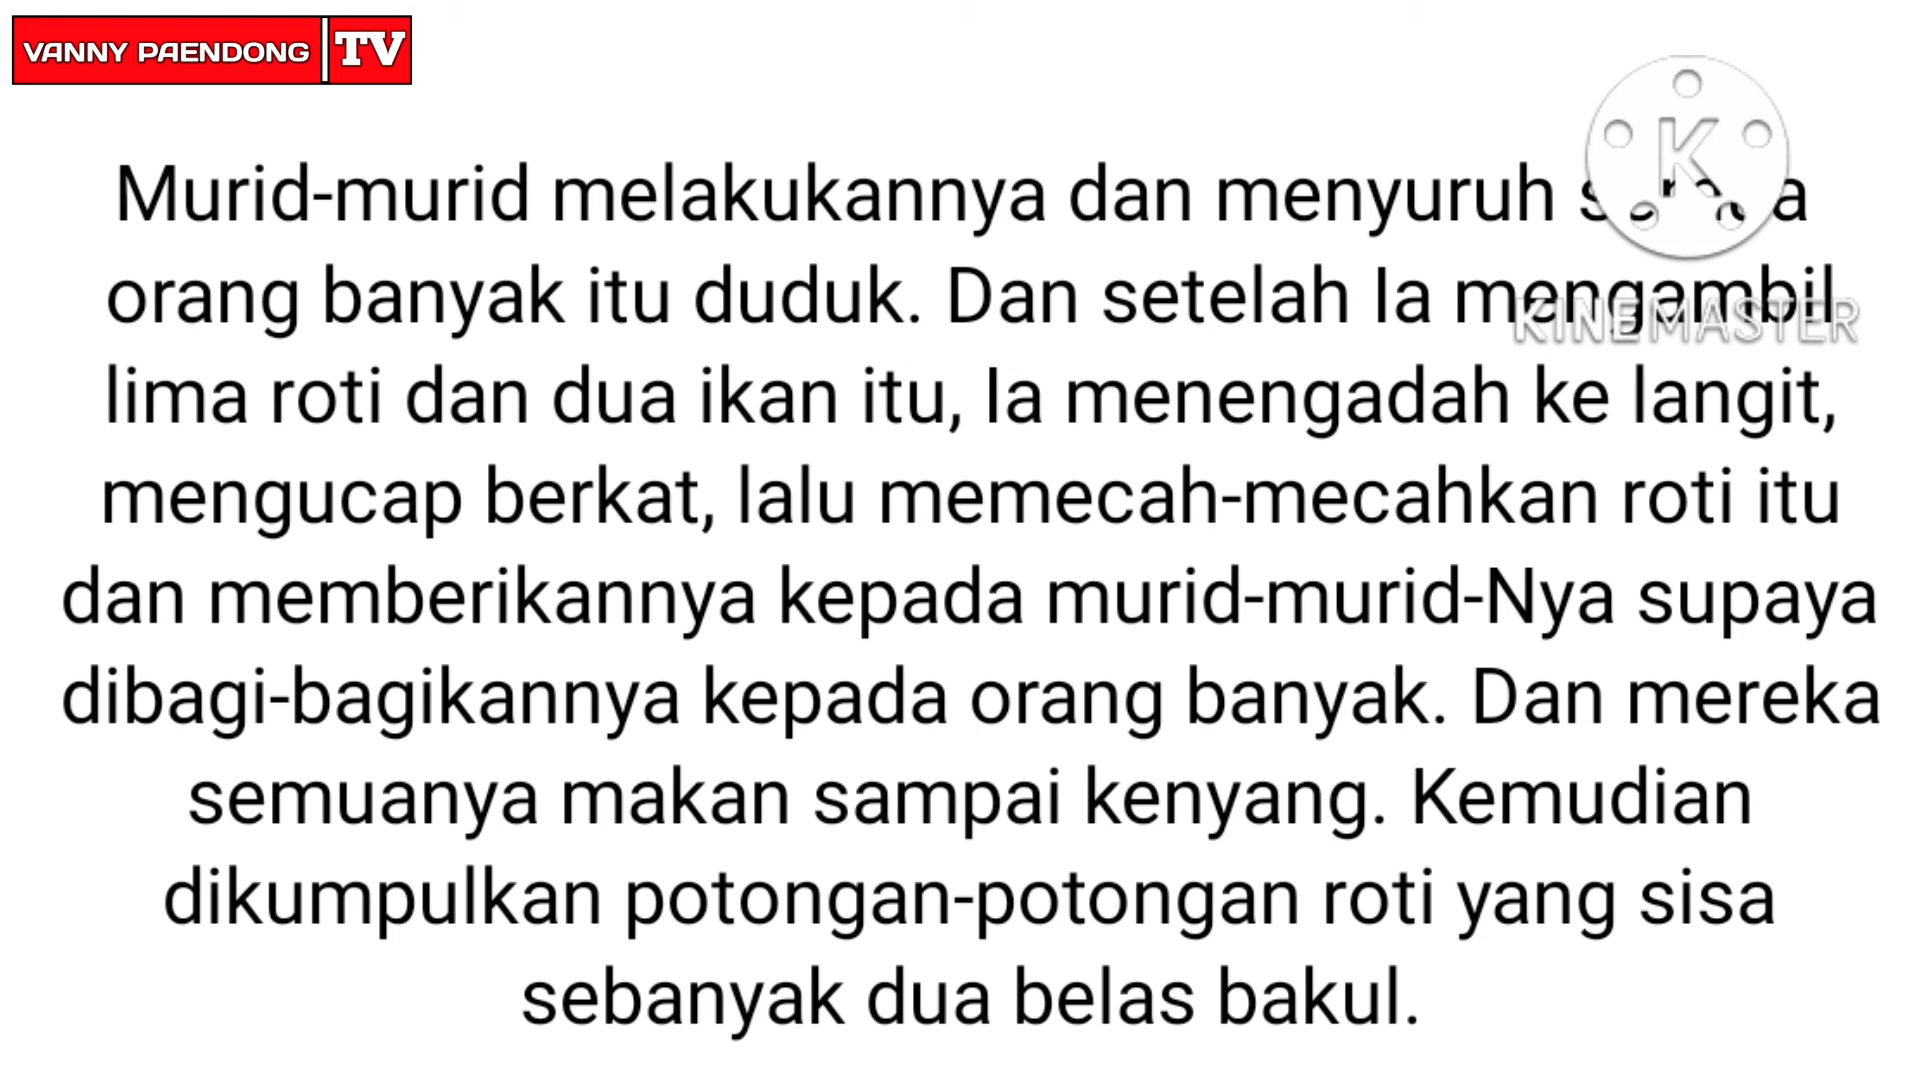 VANNY PAENDONG TV
Murid-murid melakukannya dan menyuruh semua
orang banyak itu duduk. Dan setelah Ia mengambil
lima roti dan dua ikan itu, Ia menengadah ke langit,
mengucap berkat, lalu memecah-mecahkan roti itu
dan memberikannya kepada murid-murid-Nya supaya
dibagi-bagikannya kepada orang banyak. Dan mereka
semuanya makan sampai kenyang. Kemudian
dikumpulkan potongan-potongan roti yang sisa
sebanyak dua belas bakul.
K
KINEMASTER